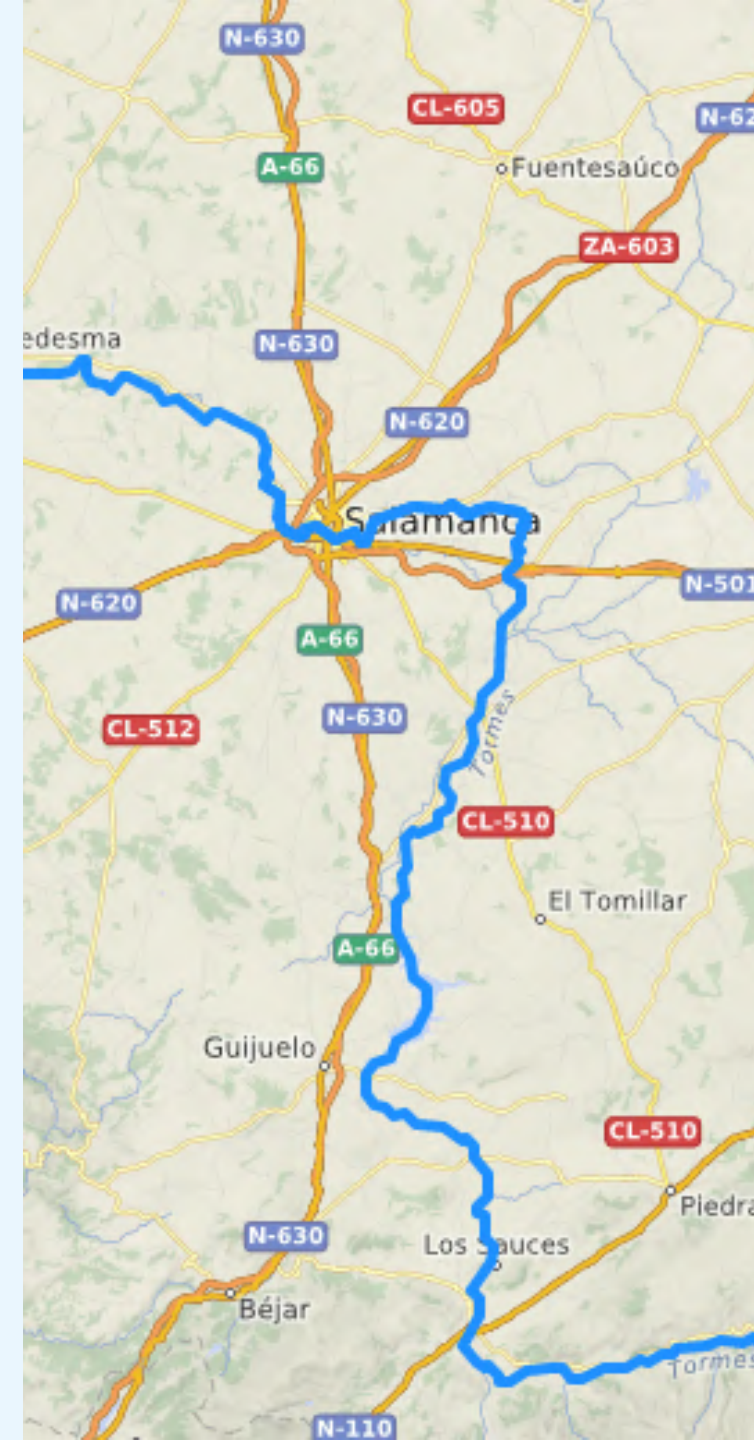 N-630
CL-605
N-62
A-66
Fuentesaúco
ZA-603
edesma
N-630
N-620
Salamanca
N-501
N-620
A-66
CL-512
N-630
Tormes
CL-510
El Tomillar
A-66
Guijuelo
CL-510
Piedra
N-630
Los Sauces
Béjar
Tormes
N-110